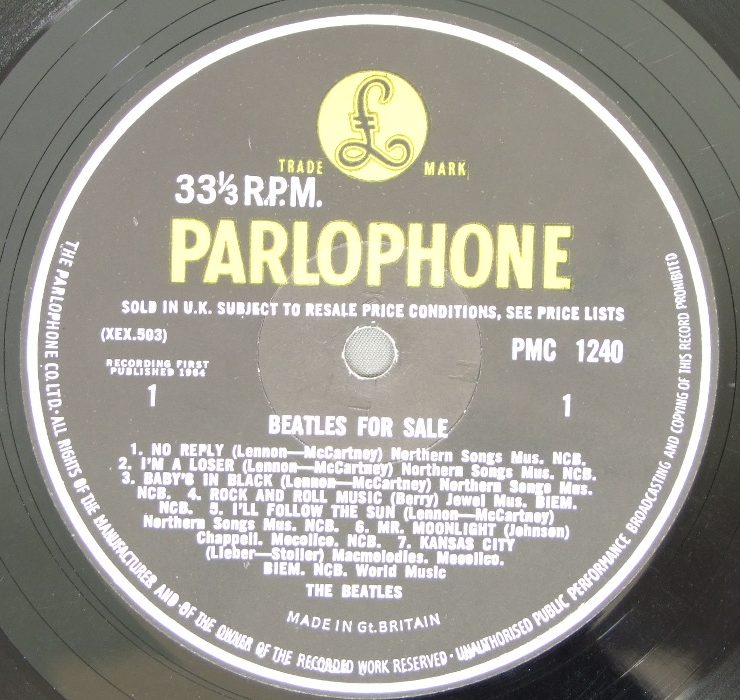 £
TRADE MARK
33⅓ R.P.M.
PARLOPHONE
SOLD IN U.K. SUBJECT TO RESALE PRICE CONDITIONS, SEE PRICE LISTS
(XEX.503)
PMC 1240
RECORDING FIRST
PUBLISHED 1964
1
1
BEATLES FOR SALE
1. NO REPLY (Lennon—McCartney) Northern Songs Mus. NCB.
2. I'M A LOSER (Lennon—McCartney) Northern Songs Mus. NCB.
3. BABY'S IN BLACK (Lennon—McCartney) Northern Songs Mus.
NCB. 4. ROCK AND ROLL MUSIC (Berry) Jewel Mus. BIEM.
NCB. 5. I'LL FOLLOW THE SUN (Lennon—McCartney)
Northern Songs Mus. NCB. 6. MR. MOONLIGHT (Johnson)
Chappell. Mecolico. NCB. 7. KANSAS CITY
(Lieber—Stoller) Macmelodies. Mecolico.
BIEM. NCB. World Music
THE BEATLES
MADE IN Gt.BRITAIN
THE PARLOPHONE CO.LTD.·ALL RIGHTS OF THE MANUFACTURER AND OF THE OWNER OF THE RECORDED WORK RESERVED·UNAUTHORISED PUBLIC PERFORMANCE BROADCASTING AND COPYING OF THIS RECORD PROHIBITED